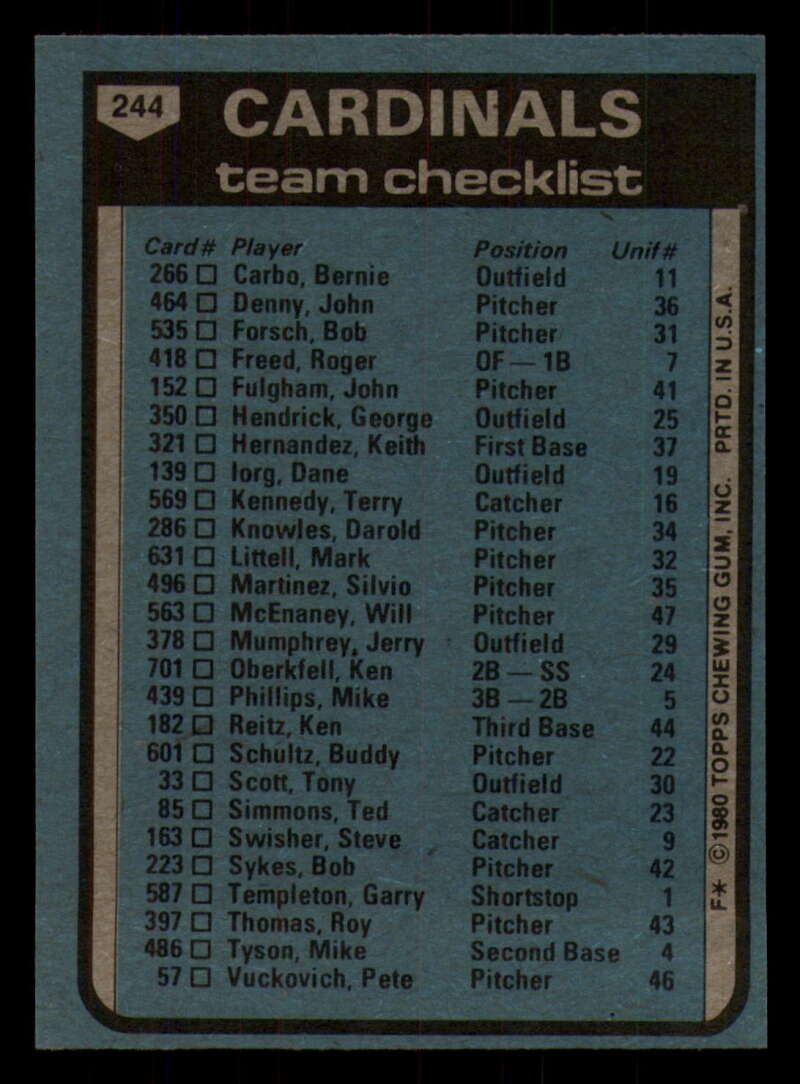 244
CARDINALS
team checklist
Card# Player Position Unif#
266 □ Carbo, Bernie Outfield 11
464 □ Denny, John Pitcher 36
535 □ Forsch, Bob Pitcher 31
418 □ Freed, Roger OF — 1B 7
152 □ Fulgham, John Pitcher 41
350 □ Hendrick, George Outfield 25
321 □ Hernandez, Keith First Base 37
139 □ Iorg, Dane Outfield 19
569 □ Kennedy, Terry Catcher 16
286 □ Knowles, Darold Pitcher 34
631 □ Littell, Mark Pitcher 32
496 □ Martinez, Silvio Pitcher 35
563 □ McEnaney, Will Pitcher 47
378 □ Mumphrey, Jerry Outfield 29
701 □ Oberkfell, Ken 2B — SS 24
439 □ Phillips, Mike 3B — 2B 5
182 □ Reitz, Ken Third Base 44
601 □ Schultz, Buddy Pitcher 22
33 □ Scott, Tony Outfield 30
85 □ Simmons, Ted Catcher 23
163 □ Swisher, Steve Catcher 9
223 □ Sykes, Bob Pitcher 42
587 □ Templeton, Garry Shortstop 1
397 □ Thomas, Roy Pitcher 43
486 □ Tyson, Mike Second Base 4
57 □ Vuckovich, Pete Pitcher 46
F* © 1980 TOPPS CHEWING GUM, INC. PRTD. IN U.S.A.